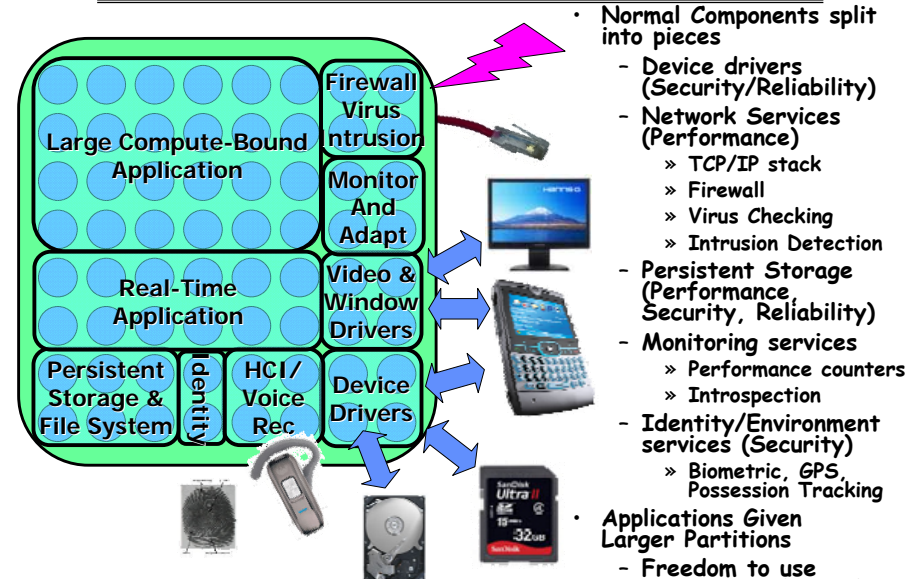 Large Compute-Bound
Application
Firewall
Virus
Intrusion
Monitor
And
Adapt
Real-Time
Application
Video &
Window
Drivers
Persistent
Storage &
File System
Identity
HCI/
Voice
Rec
Device
Drivers
HANNS.G
SanDisk
Ultra II
15
32GB
SanDisk
• Normal Components split
into pieces
– Device drivers
(Security/Reliability)
– Network Services
(Performance)
» TCP/IP stack
» Firewall
» Virus Checking
» Intrusion Detection
– Persistent Storage
(Performance,
Security, Reliability)
– Monitoring services
» Performance counters
» Introspection
– Identity/Environment
services (Security)
» Biometric, GPS,
Possession Tracking
• Applications Given
Larger Partitions
– Freedom to use